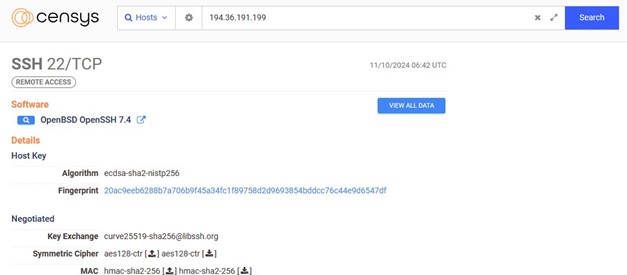 censys Hosts 194.36.191.199 Search
SSH 22/TCP 11/10/2024 06:42 UTC
REMOTE ACCESS
Software VIEW ALL DATA
OpenBSD OpenSSH 7.4
Details
Host Key
Algorithm ecdsa-sha2-nistp256
Fingerprint 20ac9eeb6288b7a706b9f45a34fc1f89758d2d9693854bddcc76c44e9d6547df
Negotiated
Key Exchange curve25519-sha256@libssh.org
Symmetric Cipher aes128-ctr [] aes128-ctr []
MAC hmac-sha2-256 [] hmac-sha2-256 []